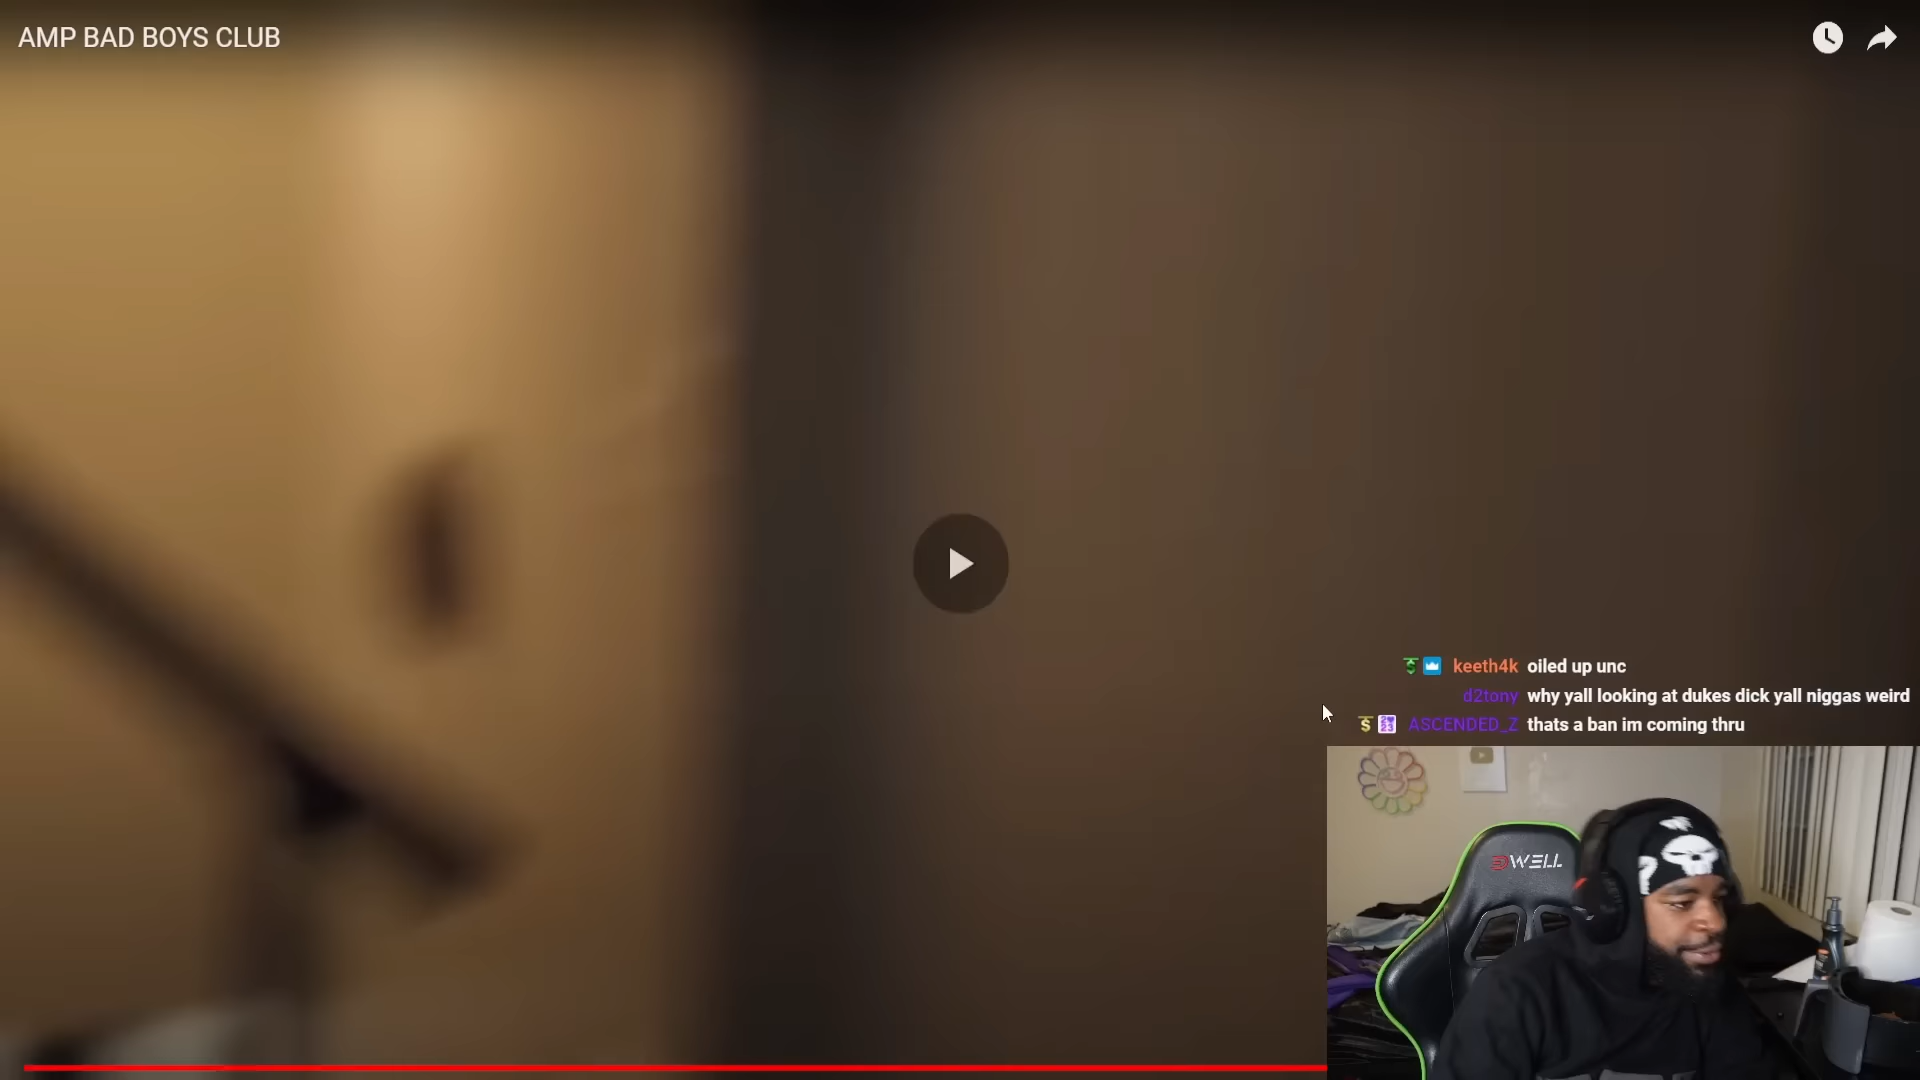 AMP BAD BOYS CLUB
keeth4k oiled up unc
d2tony why yall looking at dukes dick yall niggas weird
ASCENDED_Z thats a ban im coming thru
DWELL